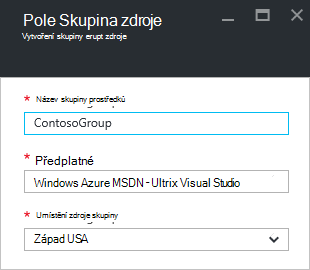 Pole Skupina zdroje
Vytvoření skupiny erupt zdroje
* Název skupiny prostředků
ContosoGroup
* Předplatné
Windows Azure MSDN - Ultrix Visual Studio
* Umístění zdroje skupiny
Západ USA